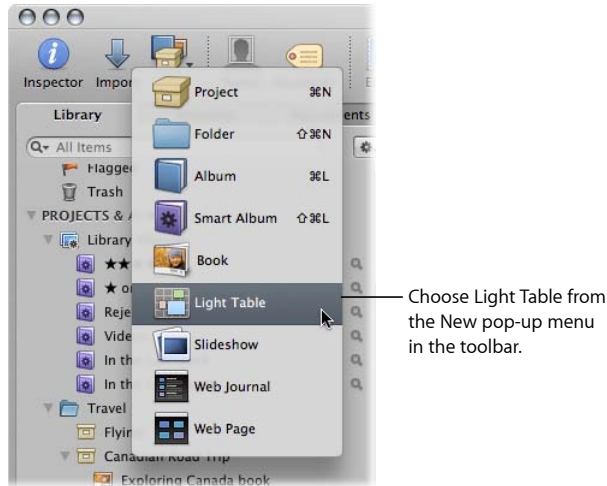 Inspector Impor
Library
ents
All Items
Project ⌘N
Folder ⇧⌘N
Album ⌘L
Smart Album ⇧⌘L
Book
Light Table
Slideshow
Web Journal
Web Page
Flagge
Trash
PROJECTS & A
Library
★★
★ o
Reje
Vide
In th
In th
Travel
Flyin
Canadian Road Trip
Exploring Canada book
Choose Light Table from
the New pop-up menu
in the toolbar.